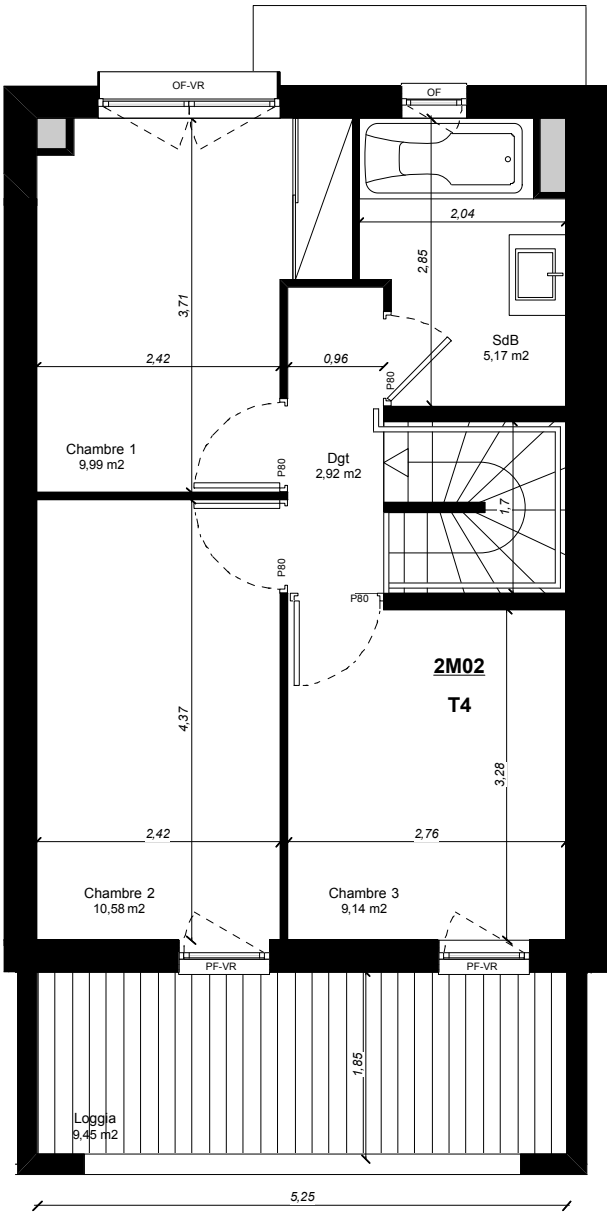 OF-VR
OF
2,04
2,85
3,71
SdB
5,17 m2
2,42
0,96
P80
Chambre 1
9,99 m2
P80
Dgt
2,92 m2
1,7
P80
P80
2M02
T4
4,37
3,28
2,42
2,76
Chambre 2
10,58 m2
Chambre 3
9,14 m2
PF-VR
PF-VR
1,85
Loggia
9,45 m2
5,25